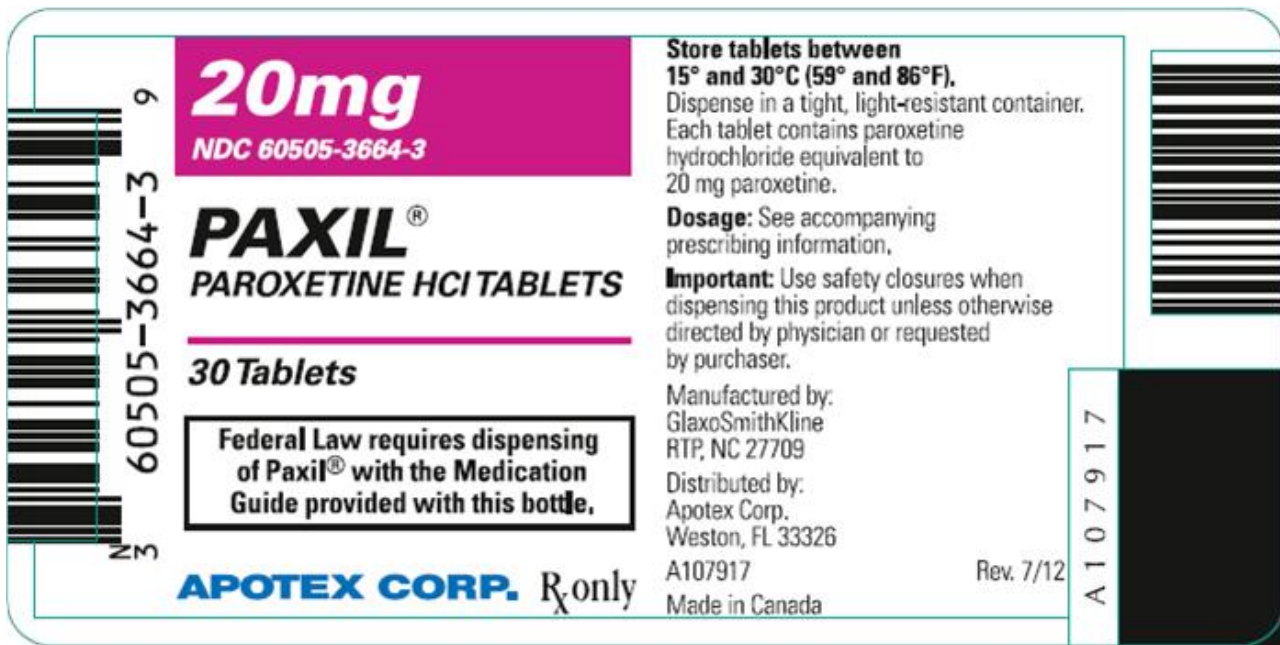 20mg
NDC 60505-3664-3
PAXIL®
PAROXETINE HCl TABLETS
30 Tablets
Federal Law requires dispensing
of Paxil® with the Medication
Guide provided with this bottle.
APOTEX CORP. Rx only
N
3 60505-3664-3 9
Store tablets between
15° and 30°C (59° and 86°F).
Dispense in a tight, light-resistant container.
Each tablet contains paroxetine
hydrochloride equivalent to
20 mg paroxetine.
Dosage: See accompanying
prescribing information.
Important: Use safety closures when
dispensing this product unless otherwise
directed by physician or requested
by purchaser.
Manufactured by:
GlaxoSmithKline
RTP, NC 27709
Distributed by:
Apotex Corp.
Weston, FL 33326
A107917 Rev. 7/12
Made in Canada
A107917